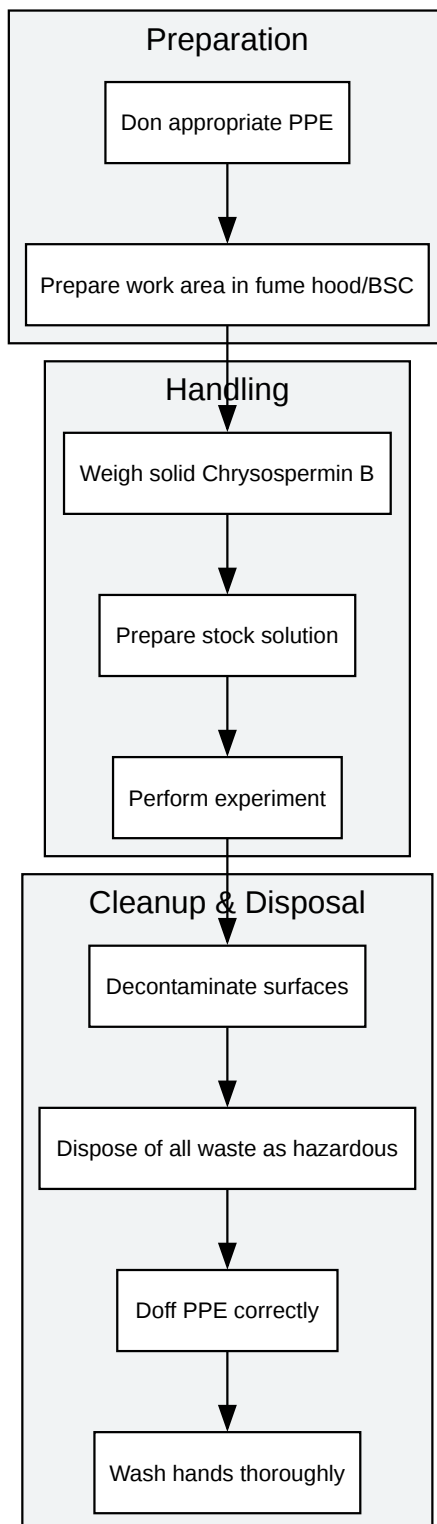 Preparation
Don appropriate PPE
Prepare work area in fume hood/BSC
Handling
Weigh solid Chrysospermin B
Prepare stock solution
Perform experiment
Cleanup & Disposal
Decontaminate surfaces
Dispose of all waste as hazardous
Doff PPE correctly
Wash hands thoroughly